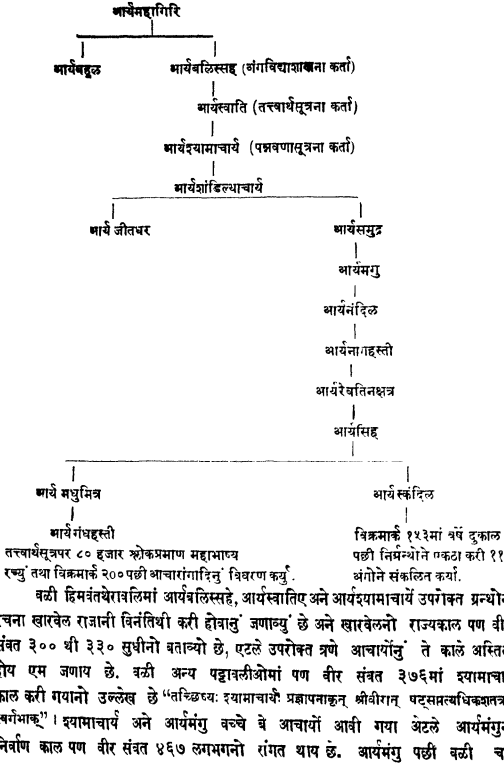 आर्यमहागिरि
आर्यबहुल आर्यबलिस्सह (अंगविद्याशास्त्रना कर्ता)
आर्यस्वाति (तत्त्वार्थसूत्रना कर्ता)
आर्यश्यामाचार्य (पन्नवणासूत्रना कर्ता)
आर्यशांडिल्याचार्य
आर्य जीतधर आर्यसमुद्र
आर्यमंगु
आर्यनंदिल
आर्यनागहस्ती
आर्यरेवतिनक्षत्र
आर्यसिंह
आर्य मधुमित्र आर्य स्कंदिल
आर्य गंधहस्ती
तत्त्वार्थसूत्रपर ८० हजार श्लोकप्रमाण महाभाष्य
रच्युं तथा विक्रमार्क २०० पछी आचारांगादिनुं विवरण कर्युं.
विक्रमार्क १५३मां वर्षे दुकाल
पछी निर्ग्रन्थोने एकठा करी ११
अंगोने संकलित कर्या.
वळी हिमवंतथेरावलिमां आर्यबलिस्सहे, आर्यस्वातिए अने आर्यश्यामाचार्ये उपरोक्त ग्रन्थोन
रचना खारवेल राजानी विनंतिथी करी होवानुं जणाव्युं छे अने खारवेलनो राज्यकाल पण वीर
संवत ३०० थी ३३० सुधीनो बताव्यो छे, एटले उपरोक्त त्रणे आचार्योनुं ते काले अस्ति
होय एम जणाय छे. वळी अन्य पट्टावलीओमां पण वीर संवत ३७६मां श्यामाचा
काल करी गयानो उल्लेख छे “तच्छिष्यः श्यामाचार्यः प्रज्ञापनाकृत् श्रीवीरात् षट्सप्तत्यधिकशतत्र
स्वर्गभाक्”। श्यामाचार्य अने आर्यमंगु वच्चे बे आचार्यो आवी गया अेटले आर्यमंगुन
निर्वाण काल पण वीर संवत ४६७ लगभगनो संगत थाय छे. आर्यमंगु पछी वळी च